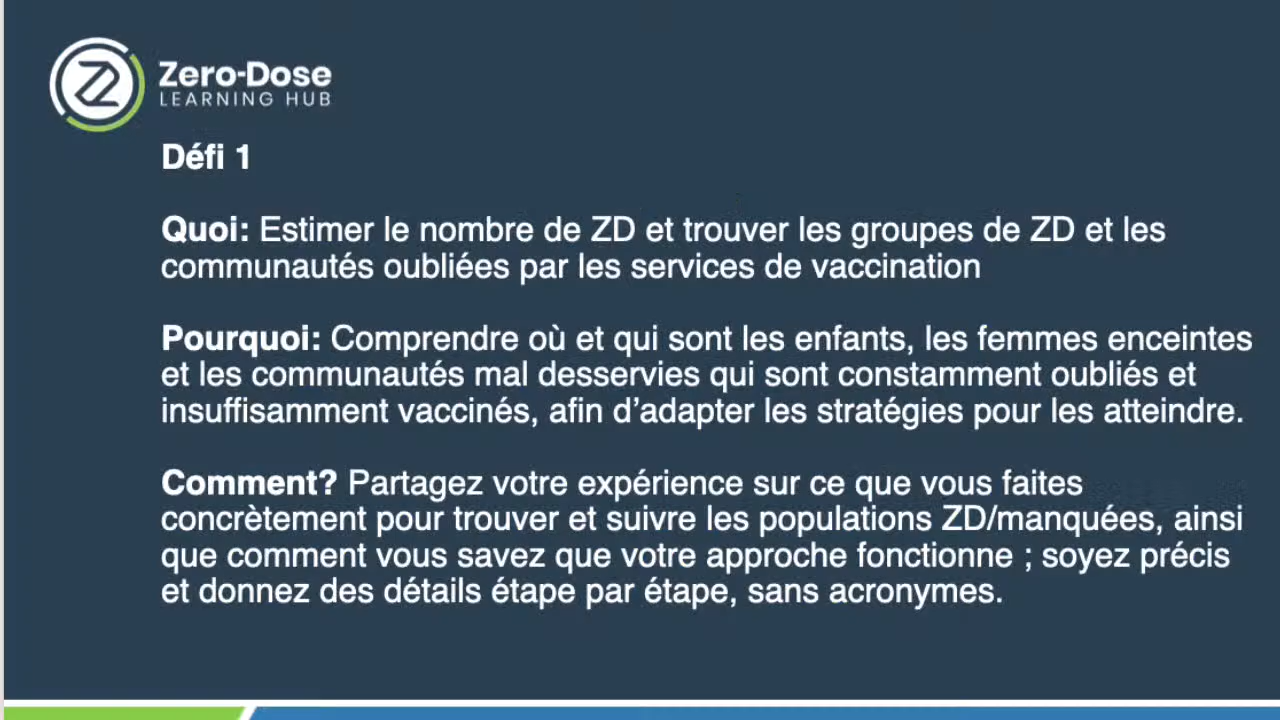 Zero-Dose
LEARNING HUB
Défi 1
Quoi: Estimer le nombre de ZD et trouver les groupes de ZD et les
communautés oubliées par les services de vaccination
Pourquoi: Comprendre où et qui sont les enfants, les femmes enceintes
et les communautés mal desservies qui sont constamment oubliés et
insuffisamment vaccinés, afin d’adapter les stratégies pour les atteindre.
Comment? Partagez votre expérience sur ce que vous faites
concrètement pour trouver et suivre les populations ZD/manquées, ainsi
que comment vous savez que votre approche fonctionne ; soyez précis
et donnez des détails étape par étape, sans acronymes.